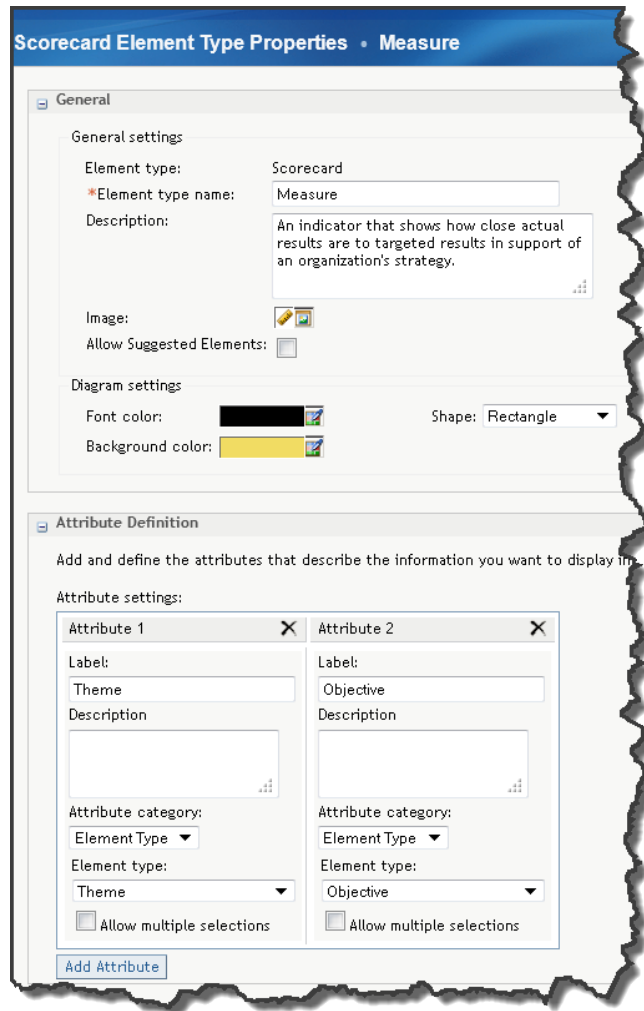 Scorecard Element Type Properties • Measure
General
General settings
Element type: Scorecard
*Element type name: Measure
Description: An indicator that shows how close actual
results are to targeted results in support of
an organization's strategy.
Image:
Allow Suggested Elements:
Diagram settings
Font color: Shape: Rectangle
Background color:
Attribute Definition
Add and define the attributes that describe the information you want to display in
Attribute settings:
Attribute 1 Attribute 2
Label: Label:
Theme Objective
Description Description
Attribute category: Attribute category:
Element Type Element Type
Element type: Element type:
Theme Objective
Allow multiple selections Allow multiple selections
Add Attribute